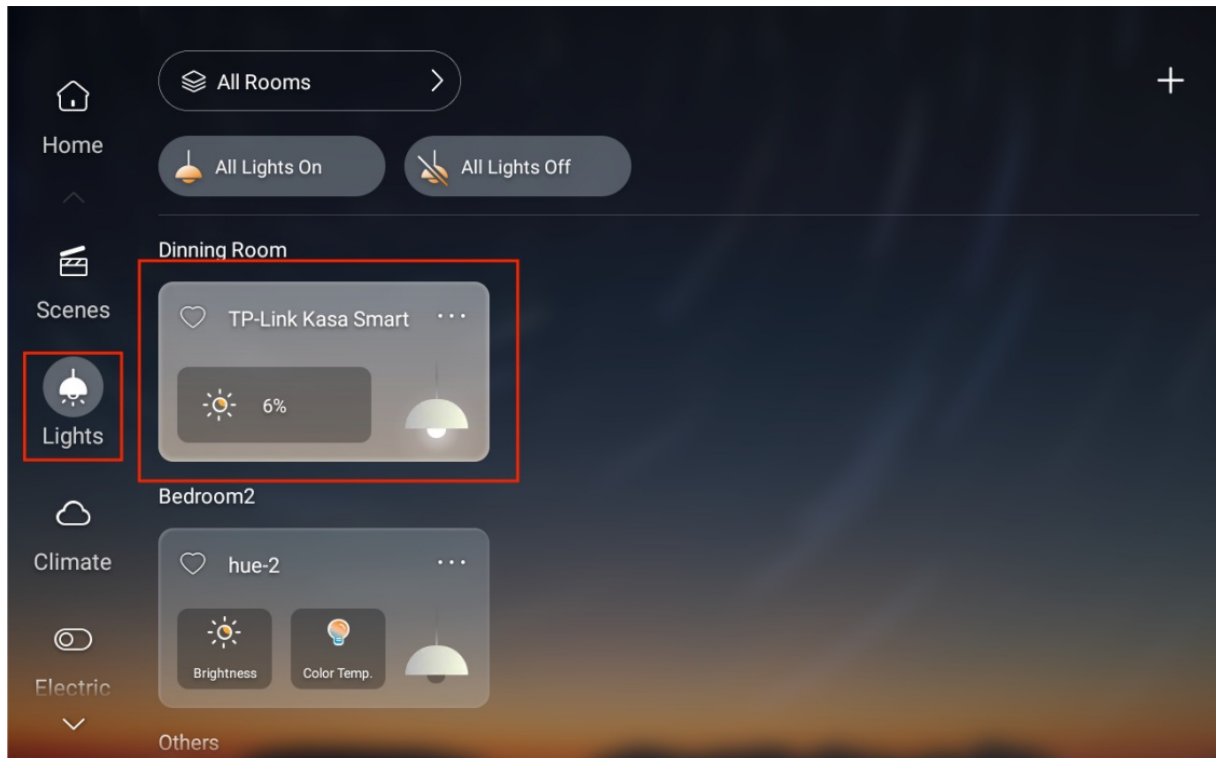 All Rooms
Home
All Lights On
All Lights Off
Dinning Room
Scenes
TP-Link Kasa Smart
6%
Lights
Bedroom2
Climate
hue-2
Brightness
Color Temp.
Electric
Others